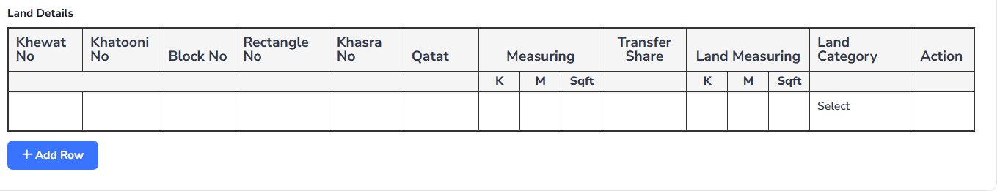 Land Details
Khewat No
Khatooni No
Block No
Rectangle No
Khasra No
Qatat
Measuring
Transfer Share
Land Measuring
Land Category
Action
K M Sqft K M Sqft
Select
+ Add Row